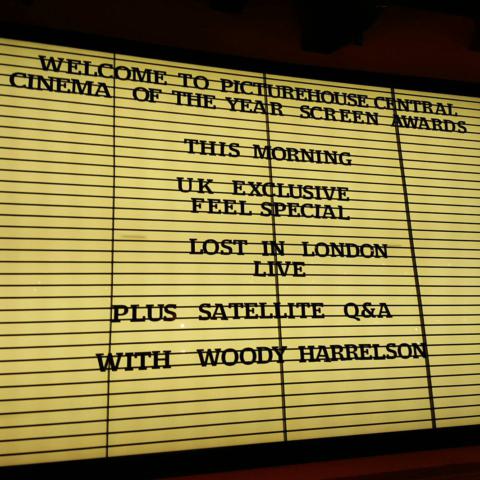 WELCOME TO PICTUREHOUSE CENTRAL
CINEMA OF THE YEAR SCREEN AWARDS
THIS MORNING
UK EXCLUSIVE
FEEL SPECIAL
LOST IN LONDON
LIVE
PLUS SATELLITE Q&A
WITH WOODY HARRELSON